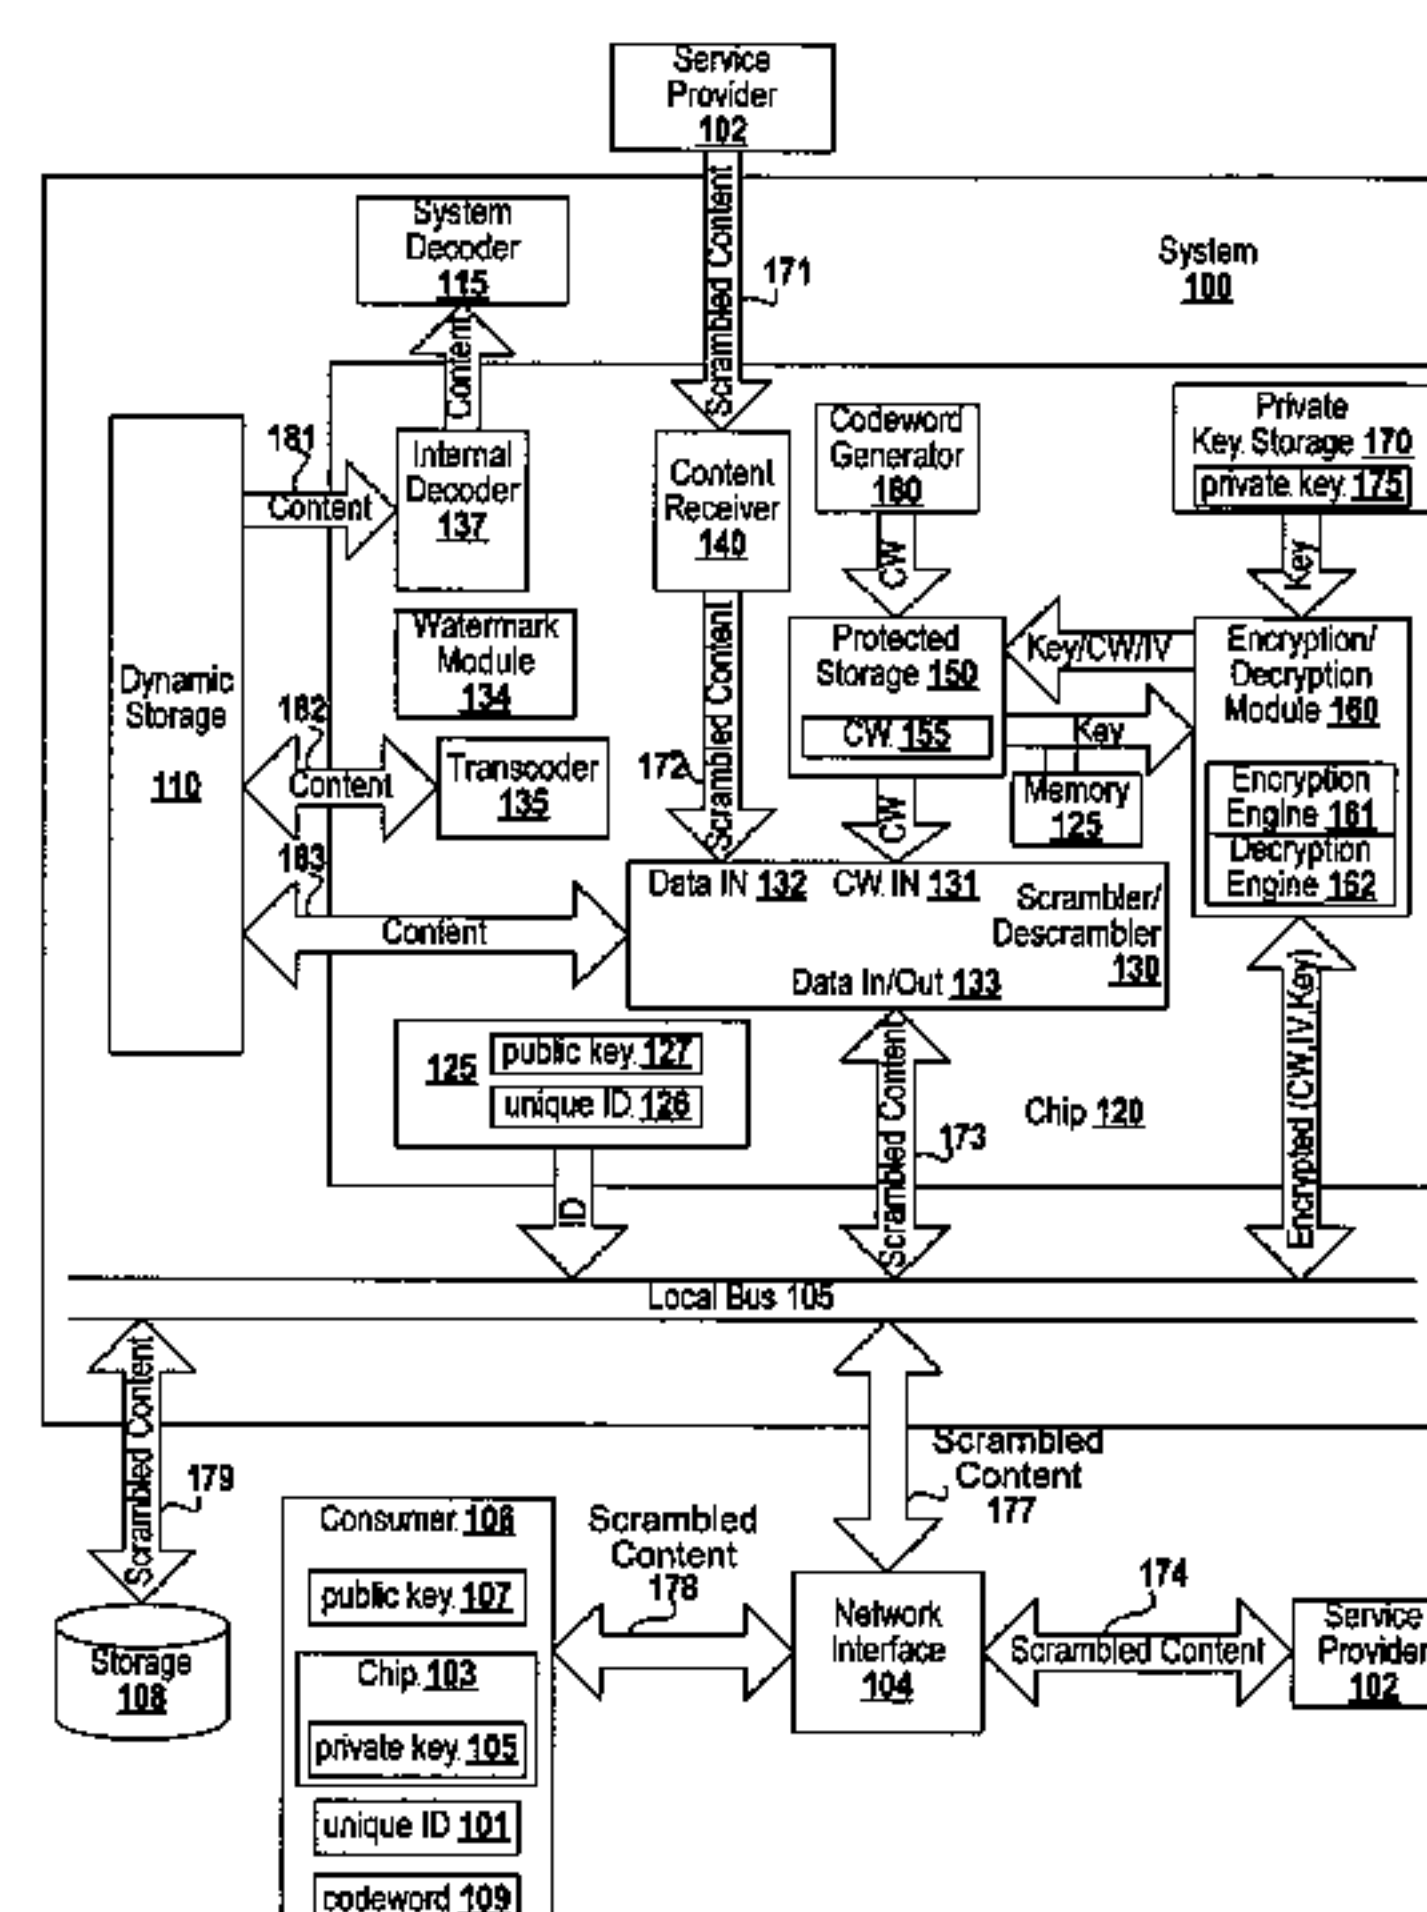 Service
Provider
102
System
Decoder
115
Scrambled Content
171
System
100
Content
Private
Key Storage 170
private key 175
Codeword
Generator
180
181
Content
Internal
Decoder
137
Content
Receiver
140
CW
Key
Watermark
Module
134
Scrambled Content
172
Protected
Storage 150
CW 155
Key/CW/IV
Key
Encryption/
Decryption
Module 160
Encryption
Engine 161
Decryption
Engine 162
Dynamic
Storage
110
182
Content
Transcoder
135
Memory
125
CW
183
Content
Data IN 132
CW IN 131
Scrambler/
Descrambler
130
Data In/Out 133
125
public key 127
unique ID 126
Scrambled Content
173
Chip 120
Encrypted (CW,IV,Key)
ID
Local Bus 105
Scrambled Content
179
Scrambled
Content
177
Consumer 106
public key 107
Chip 103
private key 105
unique ID 101
codeword 109
Scrambled
Content
178
Network
Interface
104
174
Scrambled Content
Service
Provider
102
Storage
108